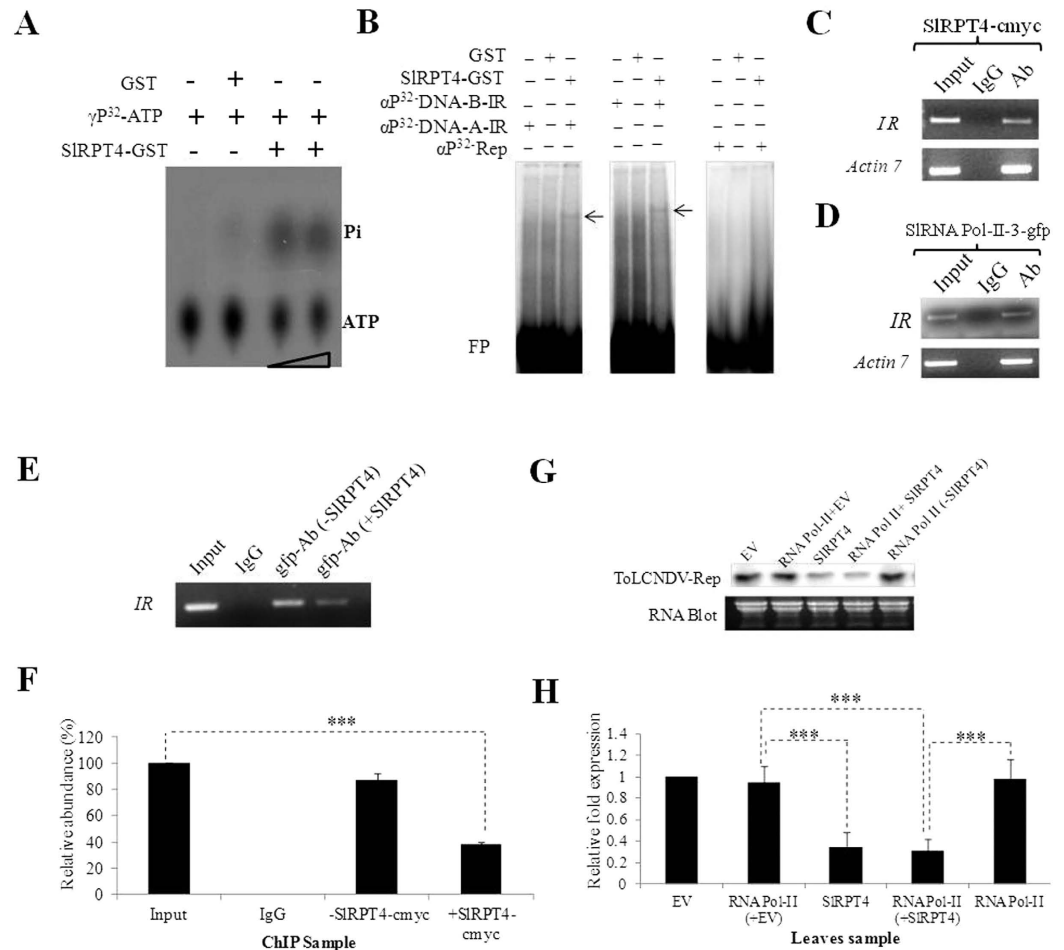 A
GST - + - -
γP32-ATP + + + +
SlRPT4-GST - - + +
Pi
ATP
B
GST - + - - + - - + -
SlRPT4-GST - - + - - + - - +
αP32-DNA-B-IR - - - + - + - - -
αP32-DNA-A-IR + - + - - - - - -
αP32-Rep - - - - - - + - +
FP
C
SlRPT4-cmyc
Input IgG Ab
IR
Actin 7
D
SlRNA Pol-II-3-gfp
Input IgG Ab
IR
Actin 7
E
Input IgG gfp-Ab (-SlRPT4) gfp-Ab (+SlRPT4)
IR
G
EV RNA Pol-II+EV SlRPT4 RNA Pol II+ SlRPT4 RNA Pol II (-SlRPT4)
ToLCNDV-Rep
RNA Blot
F
Relative abundance (%)
120
100
80
60
40
20
0
***
Input IgG -SlRPT4-cmyc +SlRPT4-
cmyc
ChIP Sample
H
Relative fold expression
1.4
1.2
1
0.8
0.6
0.4
0.2
0
***
*** ***
EV RNA Pol-II SlRPT4 RNA Pol-II RNA Pol-II
(+EV) (+SlRPT4)
Leaves sample